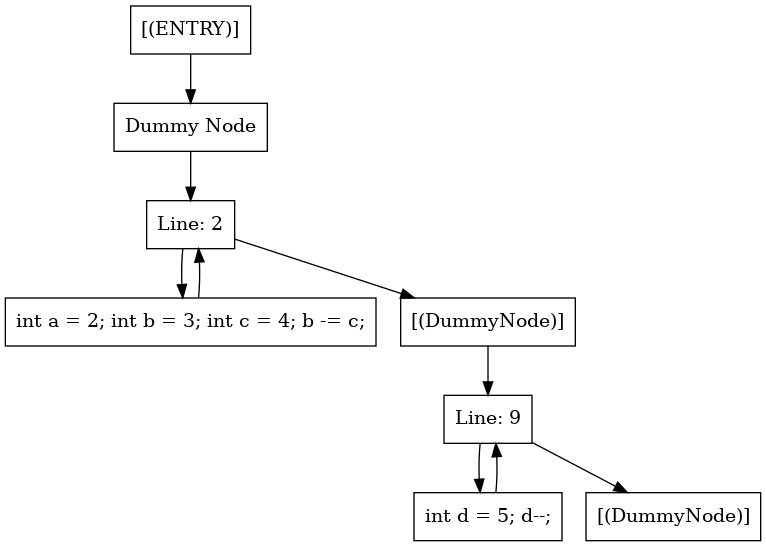 [(ENTRY)]
Dummy Node
Line: 2
int a = 2; int b = 3; int c = 4; b -= c;
[(DummyNode)]
Line: 9
int d = 5; d--;
[(DummyNode)]